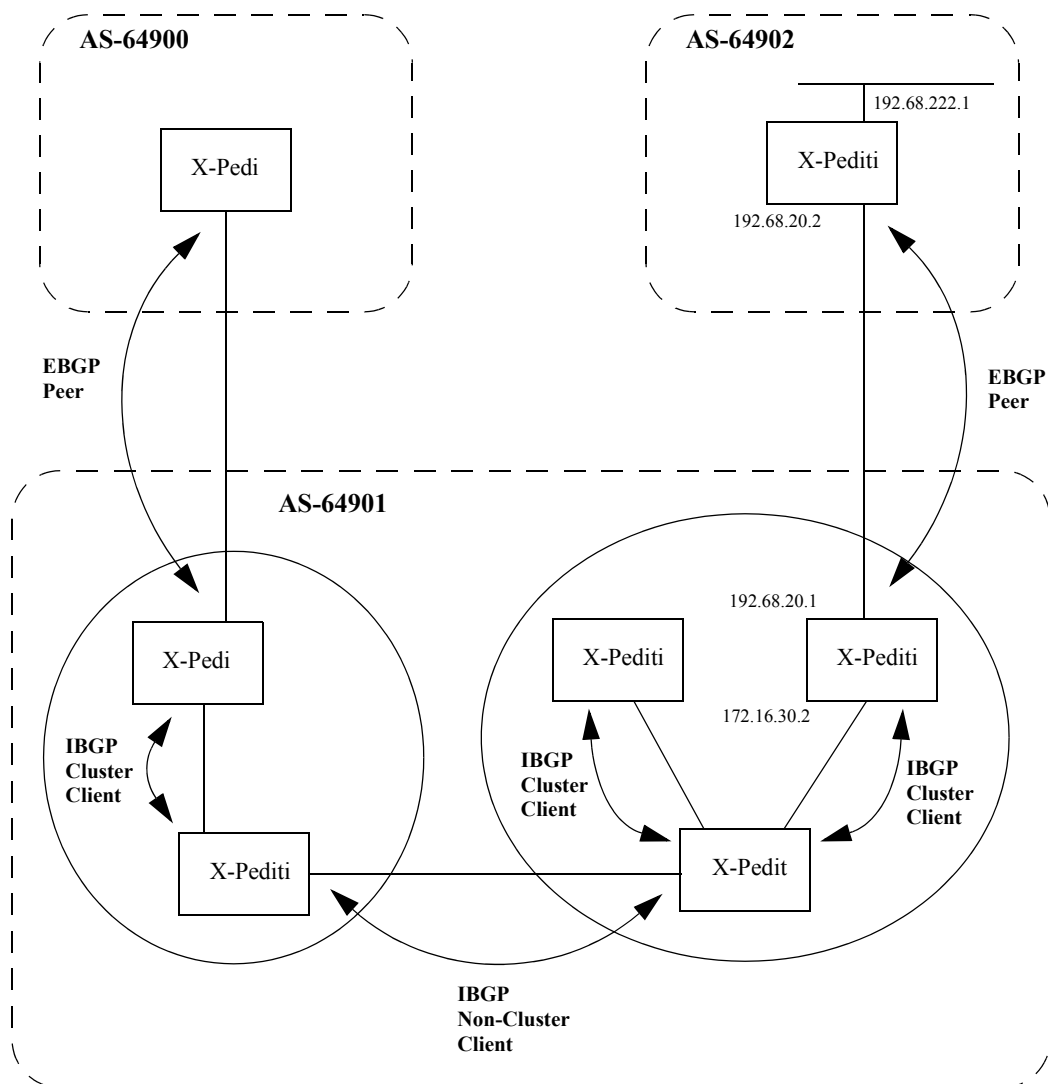 AS-64900
AS-64902
192.68.222.1
X-Pedi
X-Pediti
192.68.20.2
EBGP
Peer
EBGP
Peer
AS-64901
192.68.20.1
X-Pedi
X-Pediti
X-Pediti
172.16.30.2
IBGP
Cluster
Client
IBGP
Cluster
Client
IBGP
Cluster
Client
X-Pediti
X-Pedit
IBGP
Non-Cluster
Client